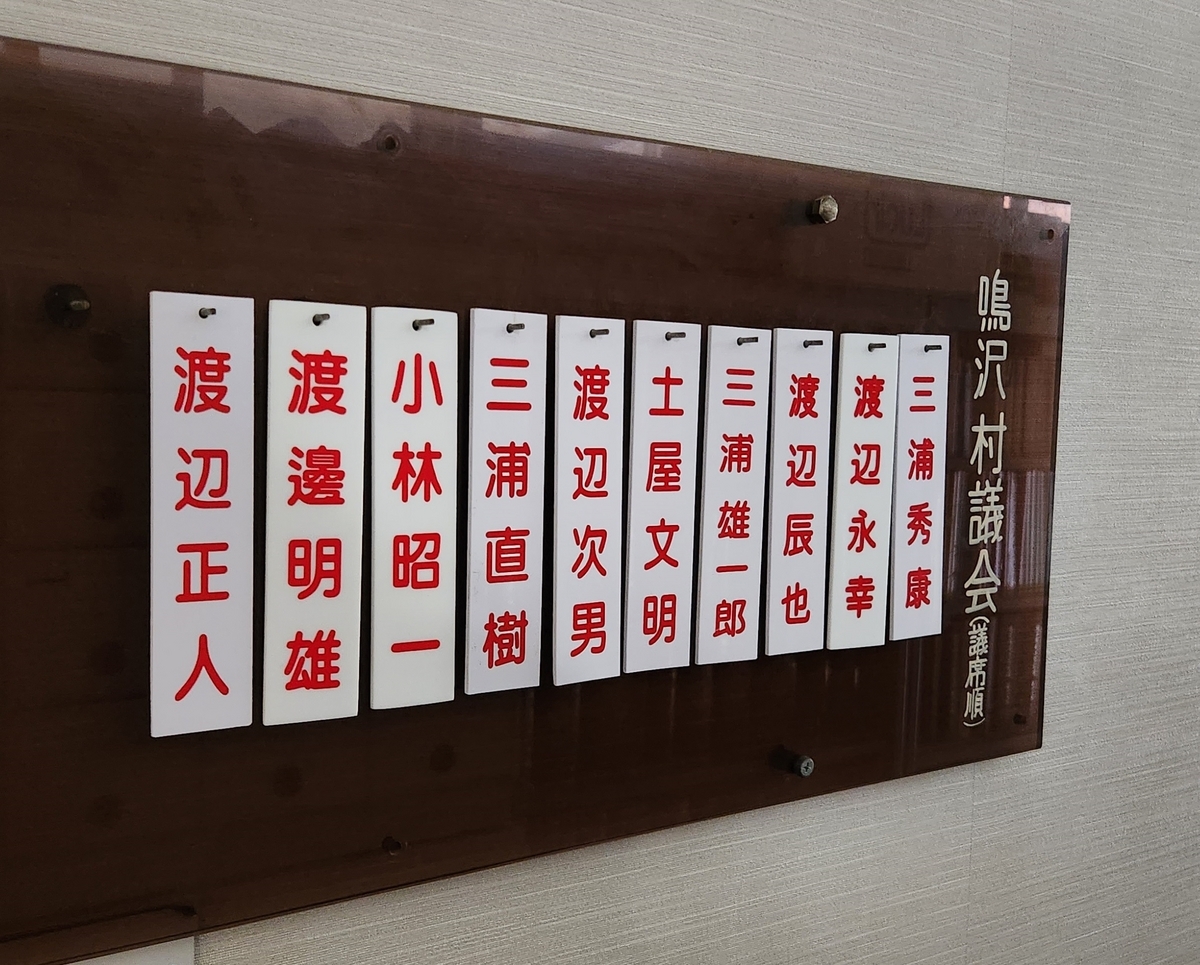 鳴沢村議会(議席順)
三浦秀康
渡辺永幸
渡辺辰也
三浦雄一郎
土屋文明
渡辺次男
三浦直樹
小林昭一
渡邊明雄
渡辺正人